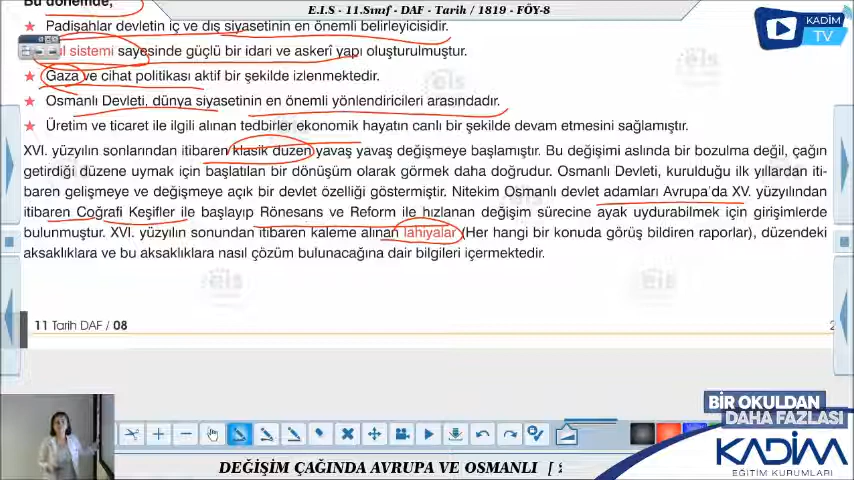 E.I.S - 11.Sınıf - DAF - Tarih / 1819 - FÖY-8
KADİM
TV
Bu dönemde,
★ Padişahlar devletin iç ve dış siyasetinin en önemli belirleyicisidir.
sistemi sayesinde güçlü bir idari ve askerî yapı oluşturulmuştur.
★ Gaza ve cihat politikası aktif bir şekilde izlenmektedir.
★ Osmanlı Devleti, dünya siyasetinin en önemli yönlendiricileri arasındadır.
★ Üretim ve ticaret ile ilgili alınan tedbirler ekonomik hayatın canlı bir şekilde devam etmesini sağlamıştır.
XVI. yüzyılın sonlarından itibaren klasik düzen yavaş yavaş değişmeye başlamıştır. Bu değişimi aslında bir bozulma değil, çağın
getirdiği düzene uymak için başlatılan bir dönüşüm olarak görmek daha doğrudur. Osmanlı Devleti, kurulduğu ilk yıllardan iti-
baren gelişmeye ve değişmeye açık bir devlet özelliği göstermiştir. Nitekim Osmanlı devlet adamları Avrupa'da XV. yüzyılından
itibaren Coğrafi Keşifler ile başlayıp Rönesans ve Reform ile hızlanan değişim sürecine ayak uydurabilmek için girişimlerde
bulunmuştur. XVI. yüzyılın sonundan itibaren kaleme alınan lahiyalar (Her hangi bir konuda görüş bildiren raporlar), düzendeki
aksaklıklara ve bu aksaklıklara nasıl çözüm bulunacağına dair bilgileri içermektedir.
eis
11 Tarih DAF / 08
2
BİR OKULDAN
DAHA FAZLASI
KADİM
EĞİTİM KURUMLARI
DEĞİŞİM ÇAĞINDA AVRUPA VE OSMANLI [